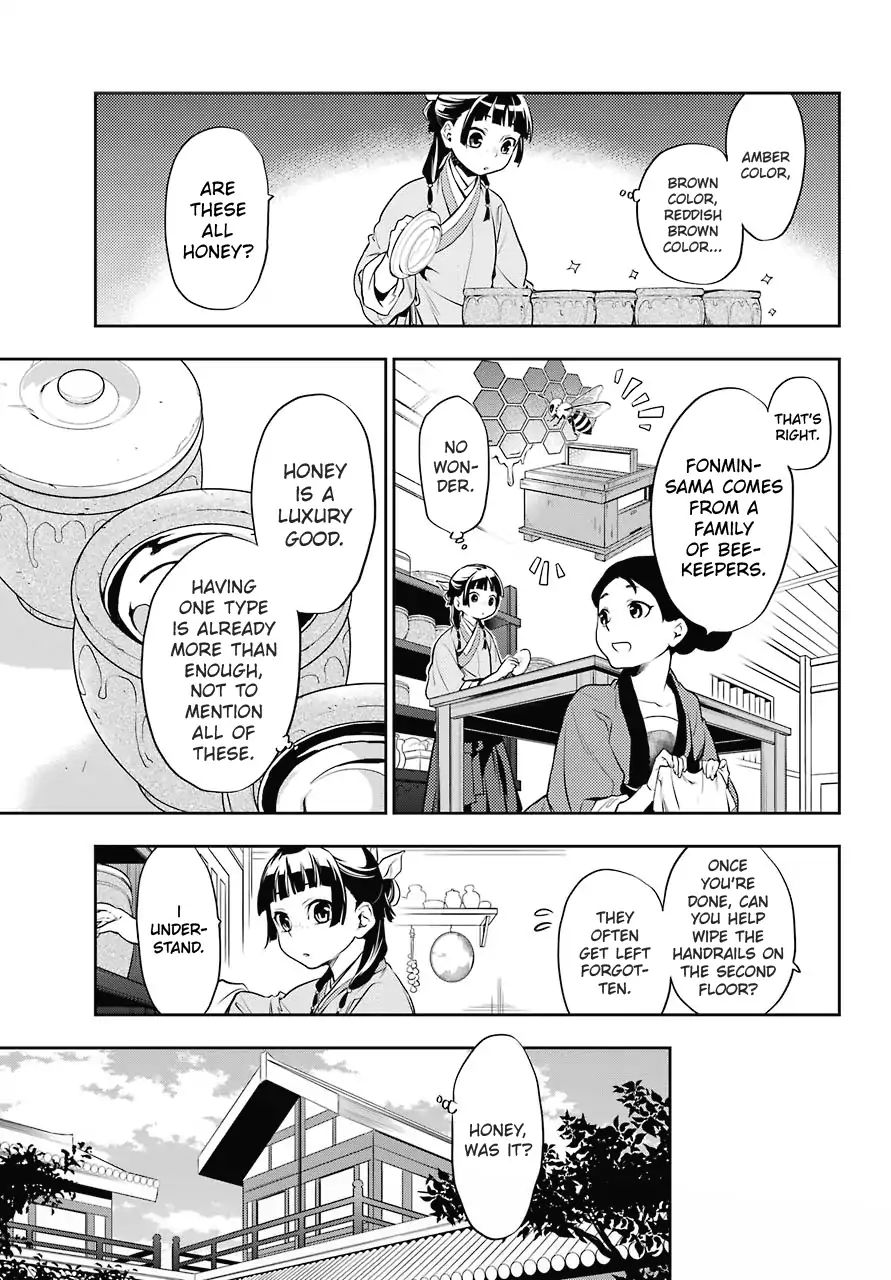 AMBER
COLOR,
BROWN
COLOR,
REDDISH
BROWN
COLOR...
ARE
THESE
ALL
HONEY?
THAT'S
RIGHT.
FONMIN-
SAMA COMES
FROM A
FAMILY
OF BEE-
KEEPERS.
NO
WON-
DER.
HONEY
IS A
LUXURY
GOOD.
HAVING
ONE TYPE
IS ALREADY
MORE THAN
ENOUGH,
NOT TO
MENTION
ALL OF
THESE.
ONCE
YOU'RE
DONE, CAN
YOU HELP
WIPE THE
HANDRAILS ON
THE SECOND
FLOOR?
THEY
OFTEN
GET LEFT
FORGOT-
TEN.
I
UNDER-
STAND.
HONEY,
WAS IT?